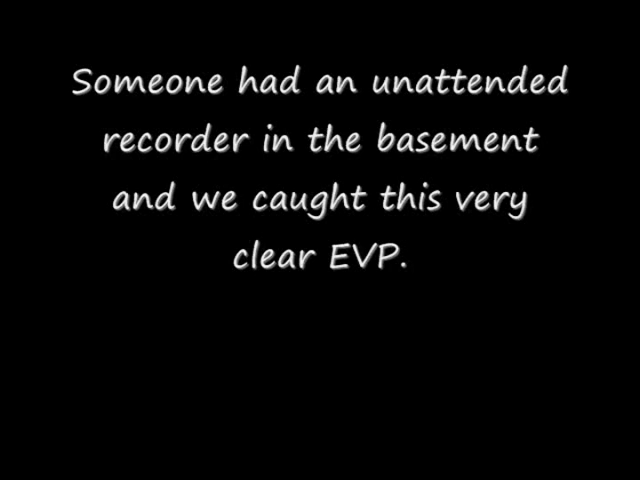 Someone had an unattended
recorder in the basement
and we caught this very
clear EVP.